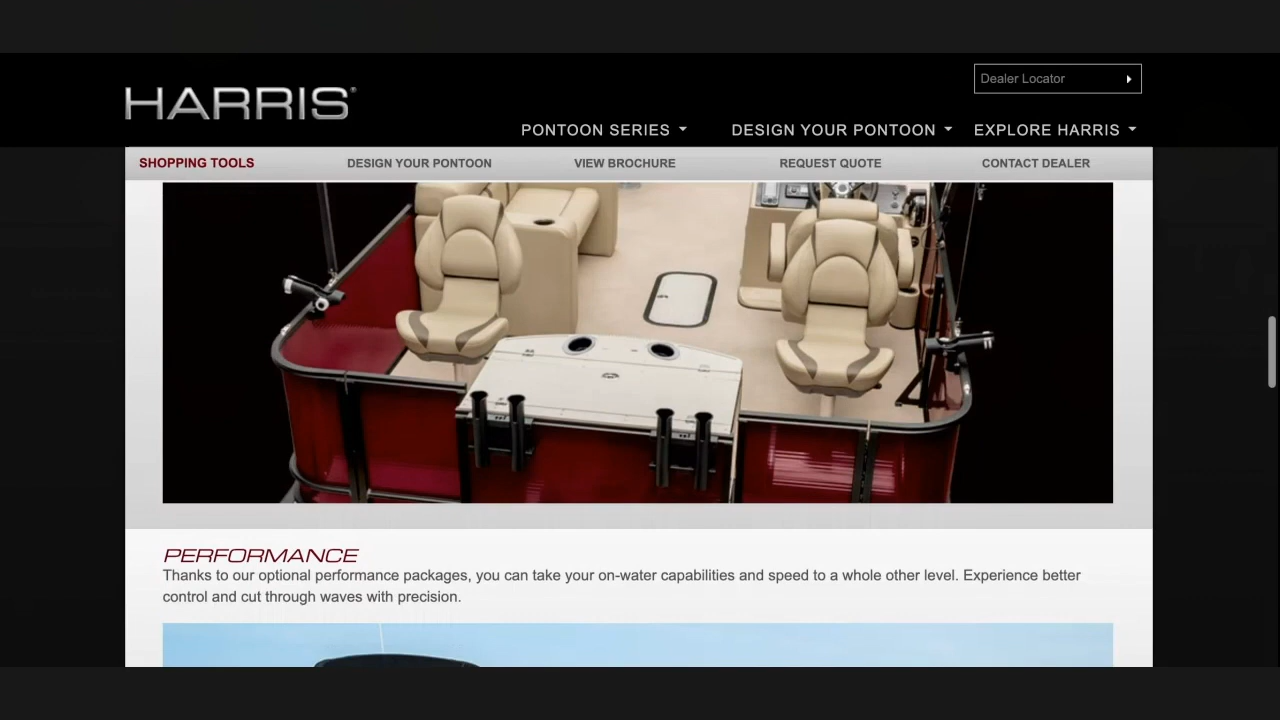 Dealer Locator
HARRIS®
PONTOON SERIES
DESIGN YOUR PONTOON
EXPLORE HARRIS
SHOPPING TOOLS
DESIGN YOUR PONTOON
VIEW BROCHURE
REQUEST QUOTE
CONTACT DEALER
PERFORMANCE
Thanks to our optional performance packages, you can take your on-water capabilities and speed to a whole other level. Experience better
control and cut through waves with precision.